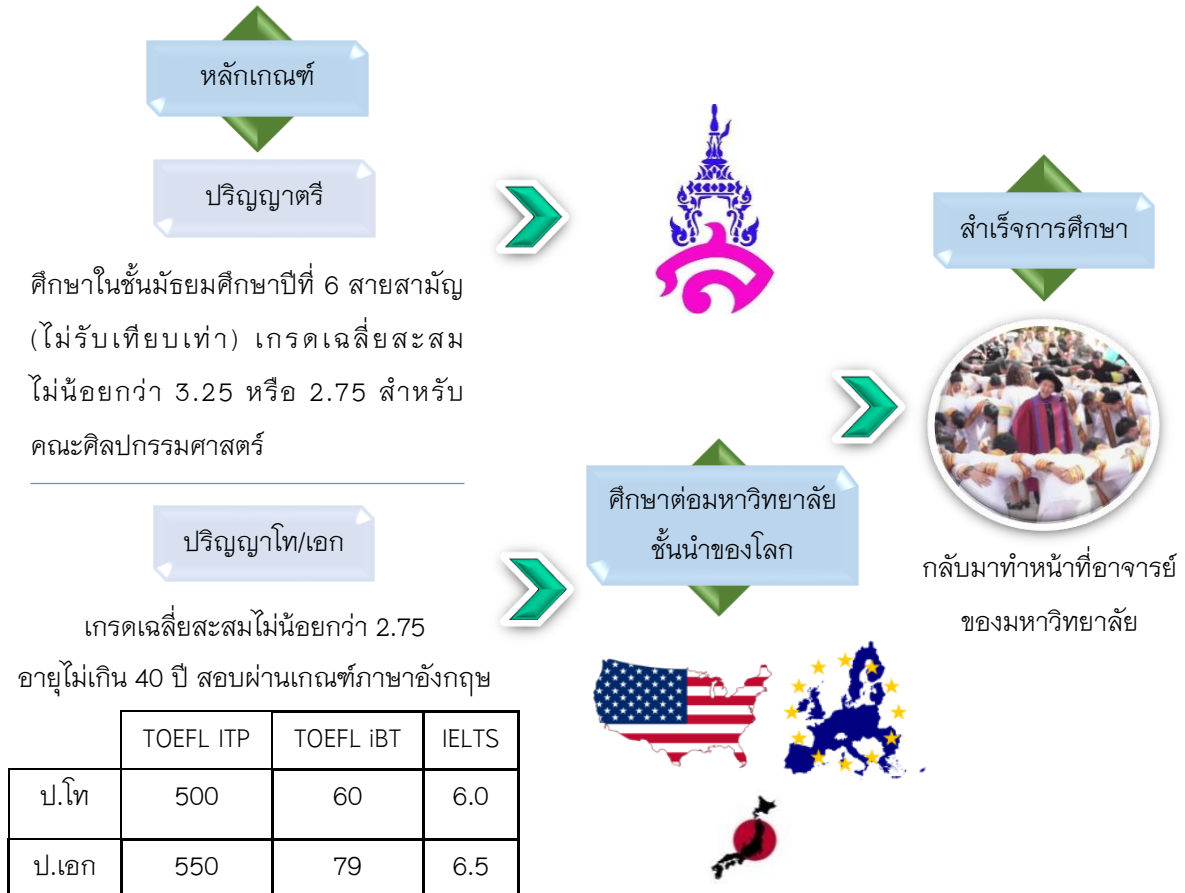 หลักเกณฑ์
ปริญญาตรี
ศึกษาในชั้นมัธยมศึกษาปีที่ 6 สายสามัญ
(ไม่รับเทียบเท่า) เกรดเฉลี่ยสะสม
ไม่น้อยกว่า 3.25 หรือ 2.75 สำหรับ
คณะศิลปกรรมศาสตร์
ปริญญาโท/เอก
เกรดเฉลี่ยสะสมไม่น้อยกว่า 2.75
อายุไม่เกิน 40 ปี สอบผ่านเกณฑ์ภาษาอังกฤษ
TOEFL ITP TOEFL iBT IELTS
ป.โท 500 60 6.0
ป.เอก 550 79 6.5
ศึกษาต่อมหาวิทยาลัย
ชั้นนำของโลก
สำเร็จการศึกษา
กลับมาทำหน้าที่อาจารย์
ของมหาวิทยาลัย